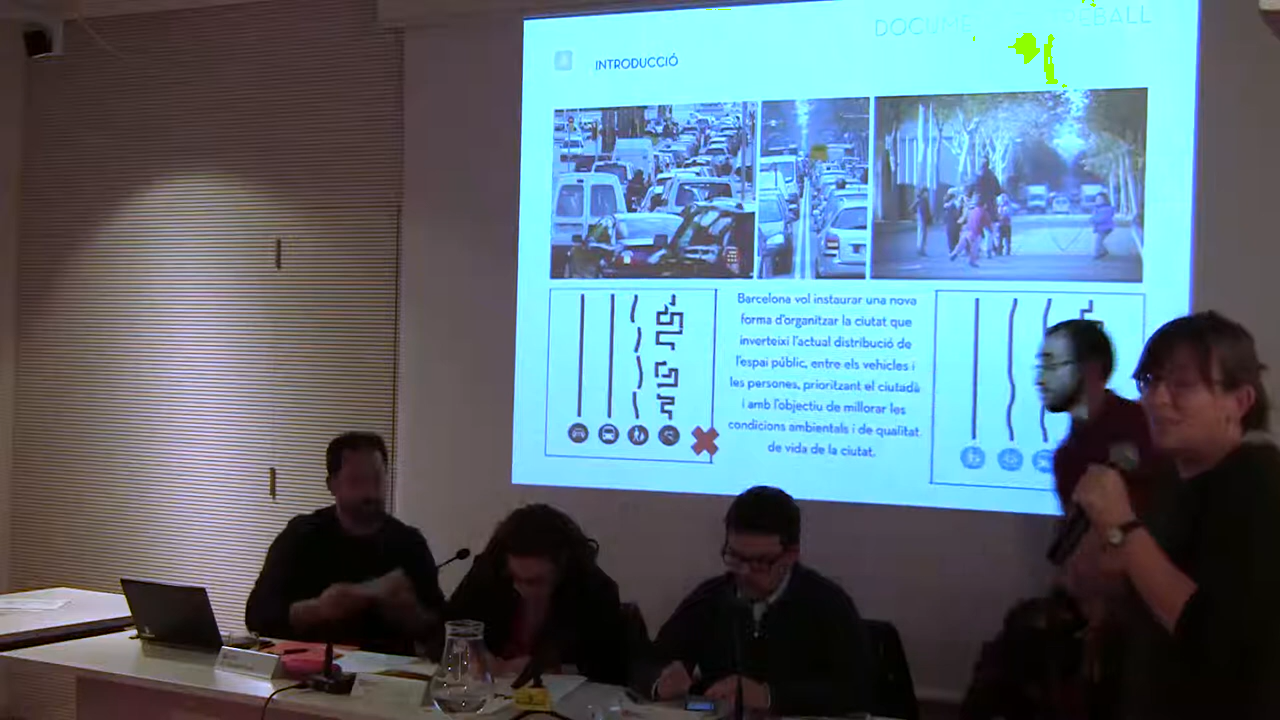 INTRODUCCIÓ
Barcelona vol instaurar una nova
forma d'organitzar la ciutat que
inverteixi l'actual distribució de
l'espai públic, entre els vehicles i
les persones, prioritzant el ciutadà
i amb l'objectiu de millorar les
condicions ambientals i de qualitat
de vida de la ciutat.